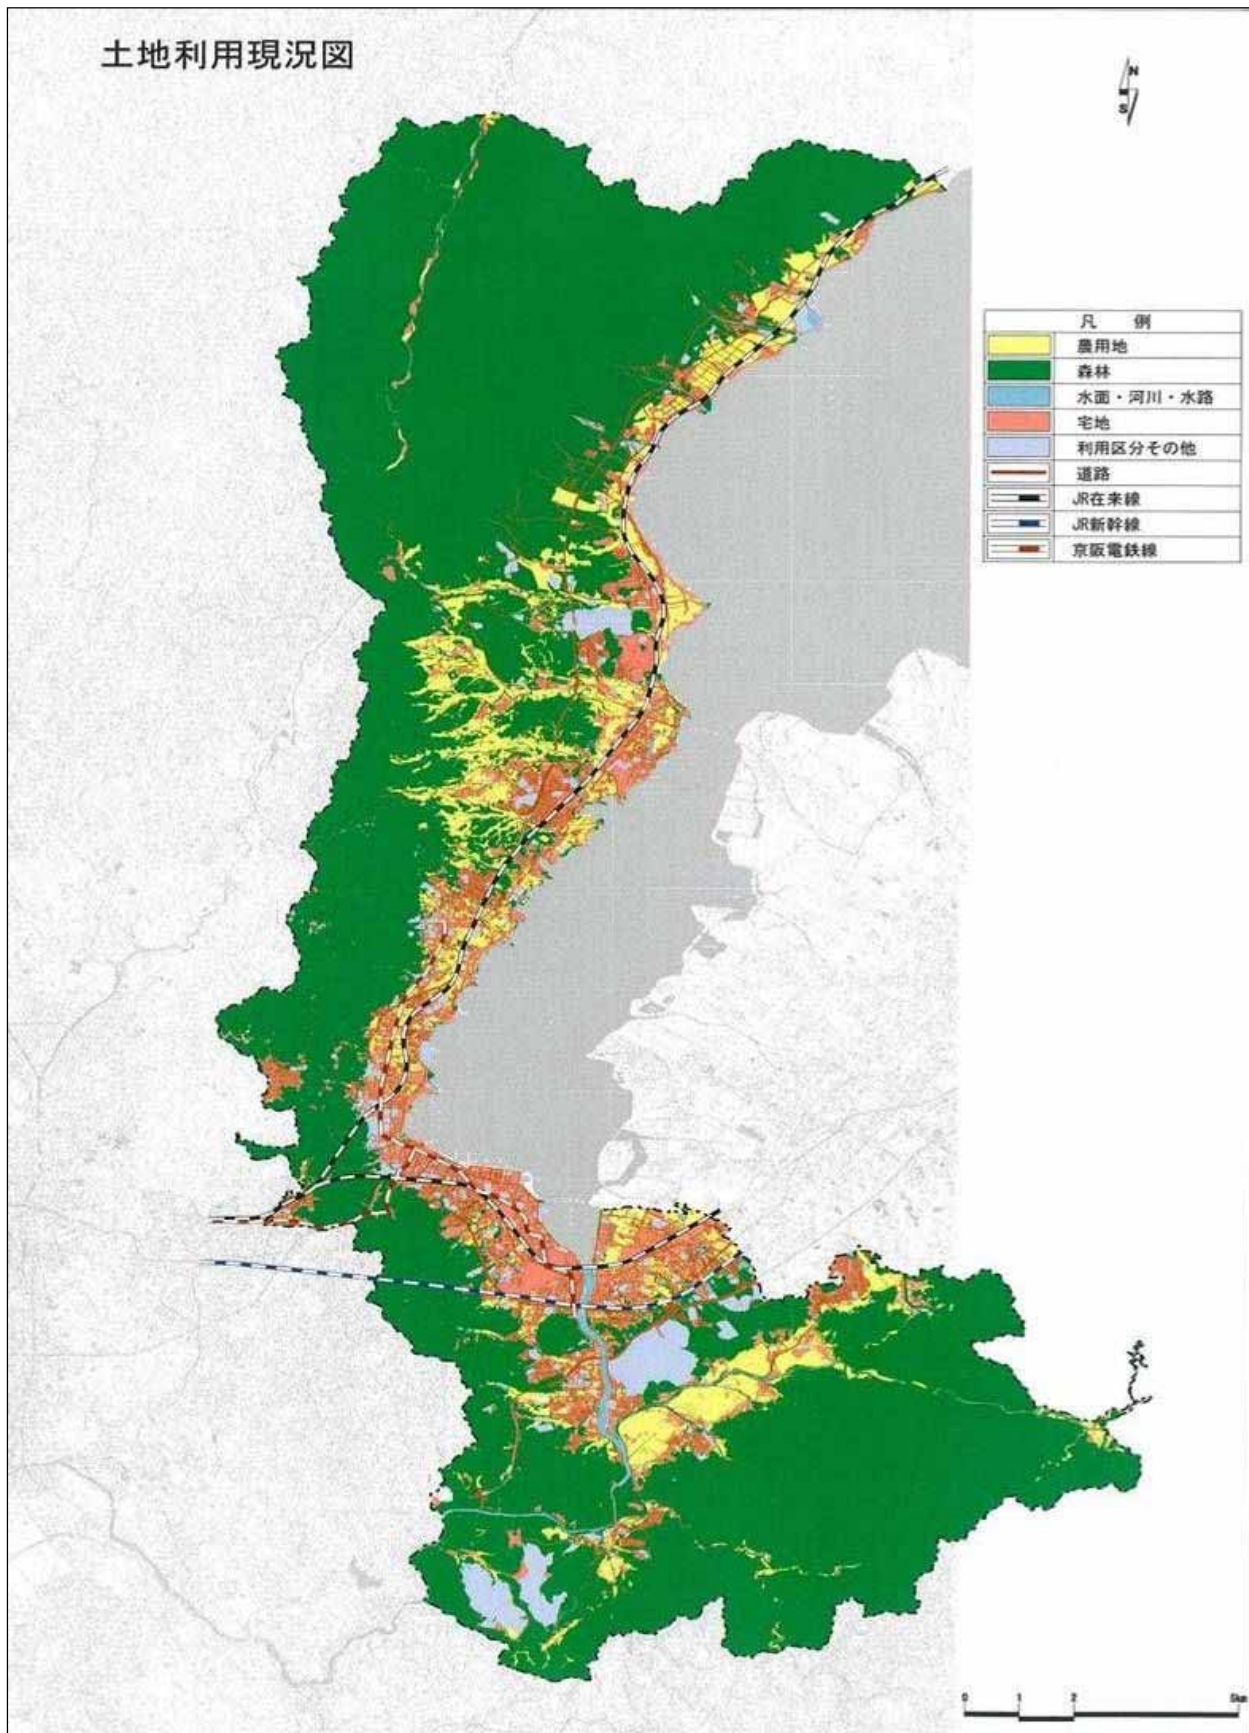 土地利用現況図
N
S
凡 例
農用地
森林
水面・河川・水路
宅地
利用区分その他
道路
JR在来線
JR新幹線
京阪電鉄線
0 1 2 5km